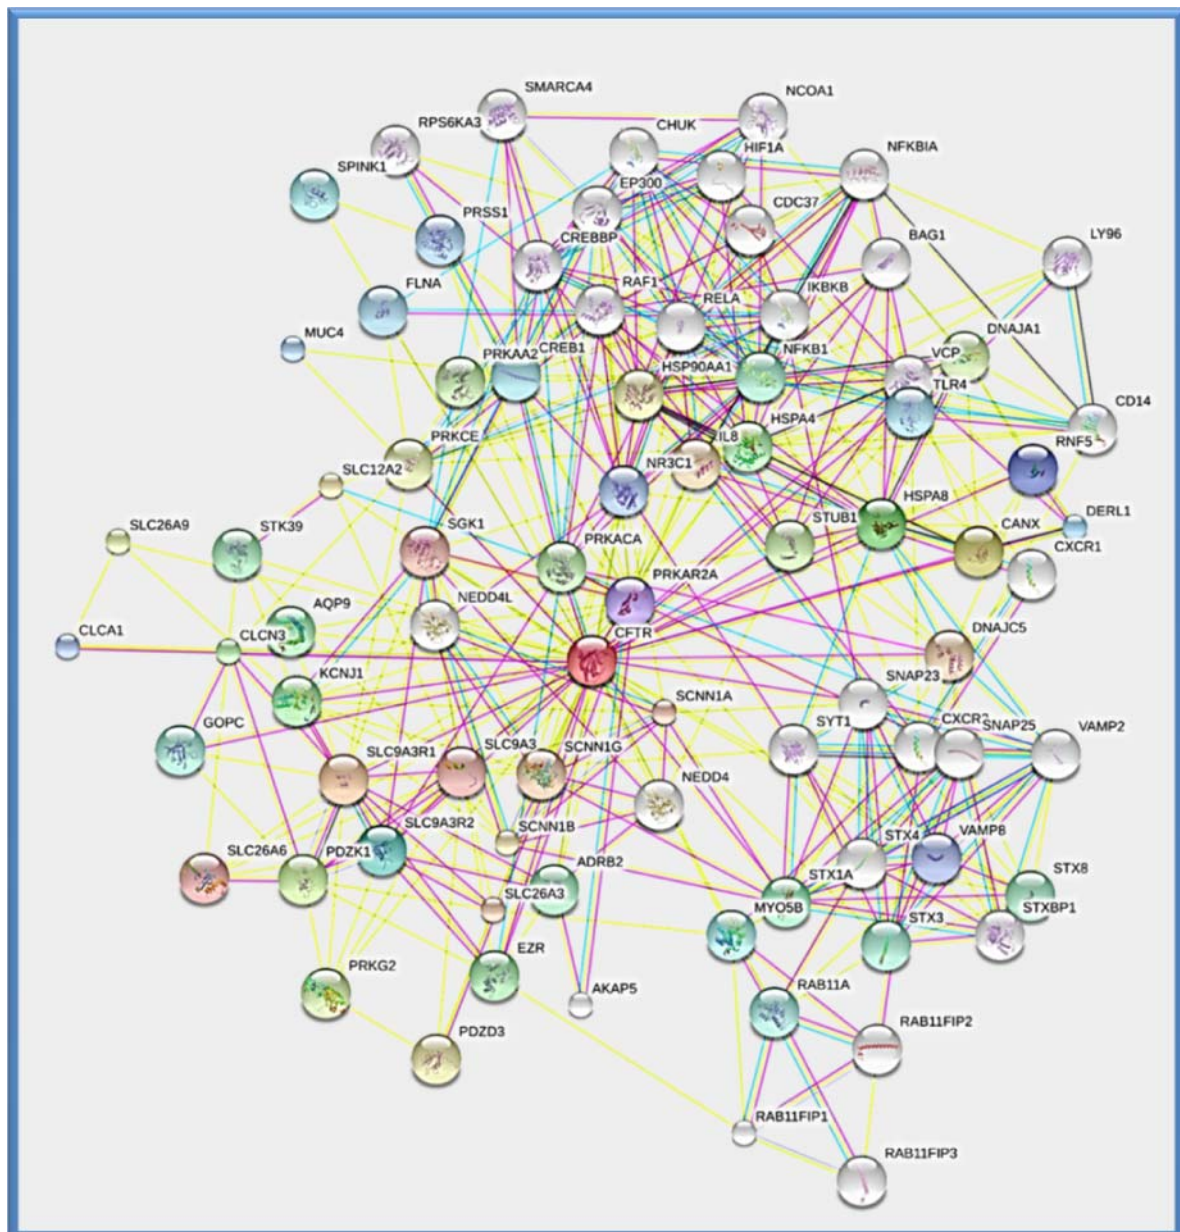 SMARCA4
NCOA1
RPS6KA3
CHUK
HIF1A
NFKBIA
SPINK1
EP300
PRSS1
CDC37
CREBBP
BAG1
LY96
FLNA
RAF1
RELA
IKBKB
MUC4
DNAJA1
PRKAA2
CREB1
NFKB1
VCP
HSP90AA1
TLR4
CD14
HSPA4
IL8
PRKCE
RNF5
SLC12A2
NR3C1
HSPA8
DERL1
SLC26A9
STK39
SGK1
STUB1
CANX
PRKACA
CXCR1
PRKAR2A
AQP9
NEDD4L
CLCA1
CLCN3
CFTR
DNAJC5
KCNJ1
SNAP23
SCNN1A
GOPC
SYT1
CXCR2
SNAP25
VAMP2
SLC9A3R1
SLC9A3
SCNN1G
NEDD4
SLC9A3R2
SCNN1B
STX4
VAMP8
SLC26A6
PDZK1
ADRB2
STX1A
STX8
SLC26A3
MYO5B
STX3
STXBP1
EZR
PRKG2
AKAP5
RAB11A
PDZD3
RAB11FIP2
RAB11FIP1
RAB11FIP3